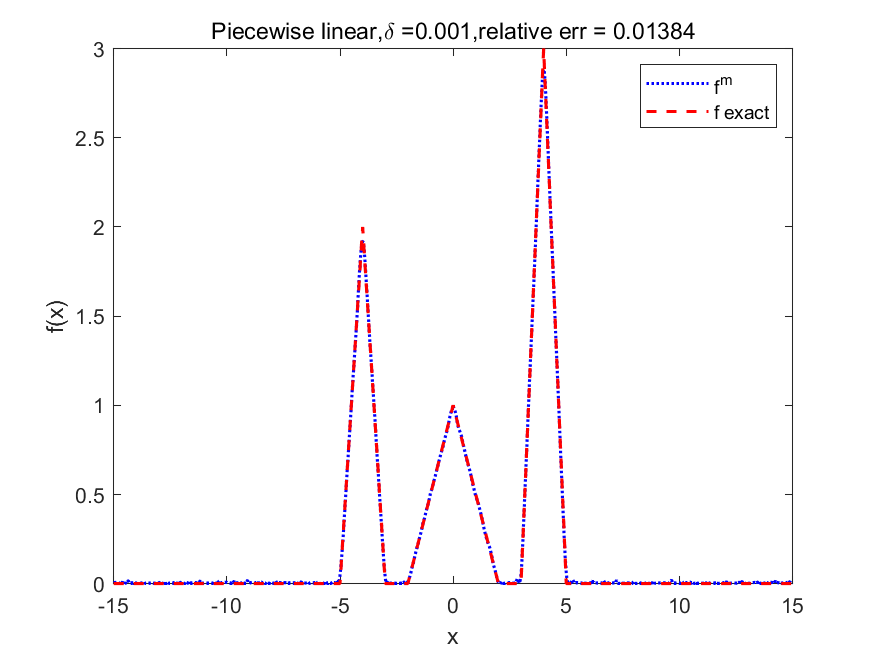 Piecewise linear,δ =0.001,relative err = 0.01384
3
2.5
2
1.5
1
0.5
0
f(x)
-15
-10
-5
0
5
10
15
x
f^m
f exact